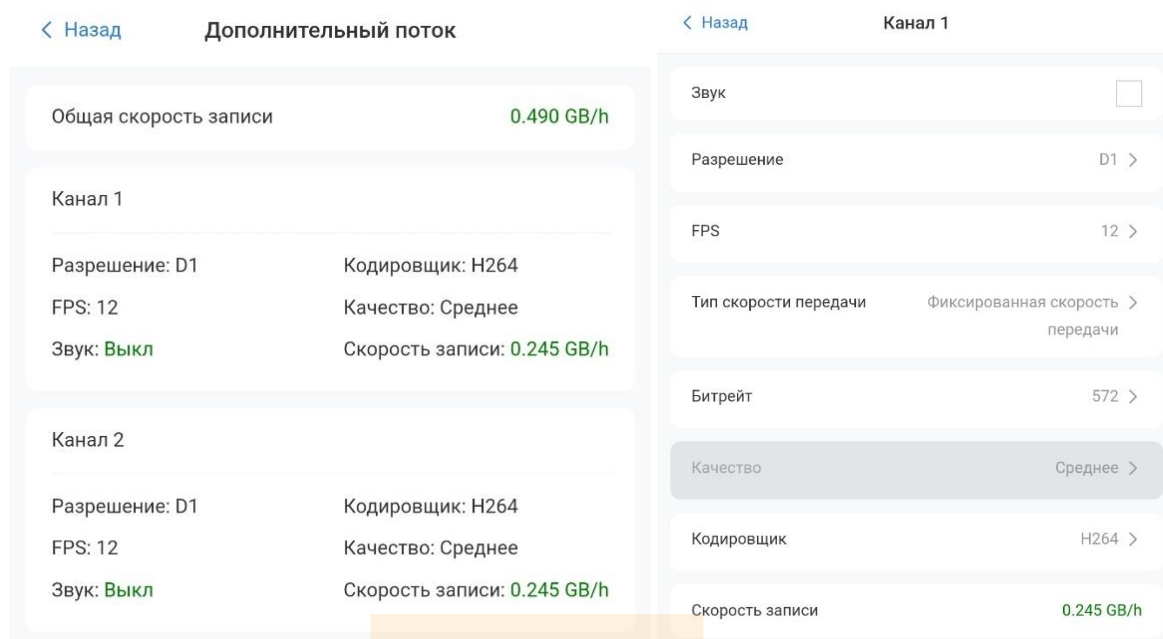 Назад
Дополнительный поток
Общая скорость записи 0.490 GB/h
Канал 1
Разрешение: D1 Кодировщик: H264
FPS: 12 Качество: Среднее
Звук: Выкл Скорость записи: 0.245 GB/h
Канал 2
Разрешение: D1 Кодировщик: H264
FPS: 12 Качество: Среднее
Звук: Выкл Скорость записи: 0.245 GB/h
Назад
Канал 1
Звук
Разрешение D1
FPS 12
Тип скорости передачи Фиксированная скорость
передачи
Битрейт 572
Качество Среднее
Кодировщик H264
Скорость записи 0.245 GB/h